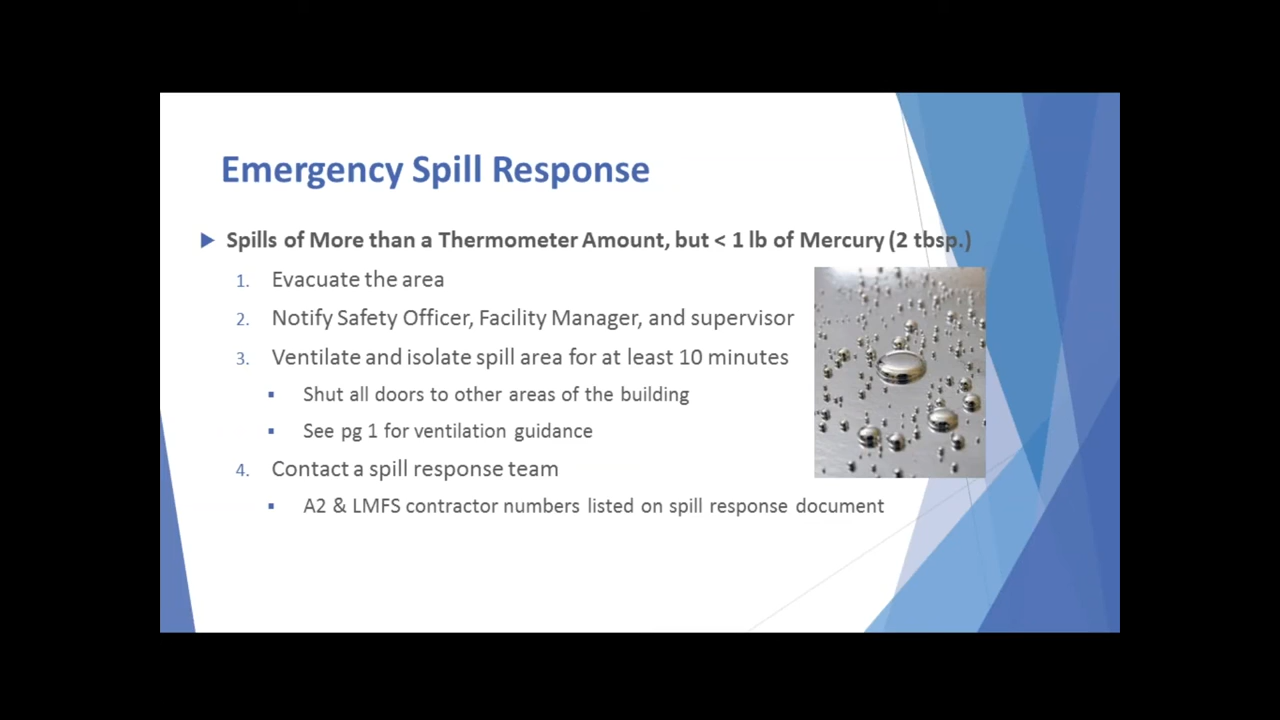 Emergency Spill Response
Spills of More than a Thermometer Amount, but < 1 lb of Mercury (2 tbsp.)
1. Evacuate the area
2. Notify Safety Officer, Facility Manager, and supervisor
3. Ventilate and isolate spill area for at least 10 minutes
Shut all doors to other areas of the building
See pg 1 for ventilation guidance
4. Contact a spill response team
A2 & LMFS contractor numbers listed on spill response document